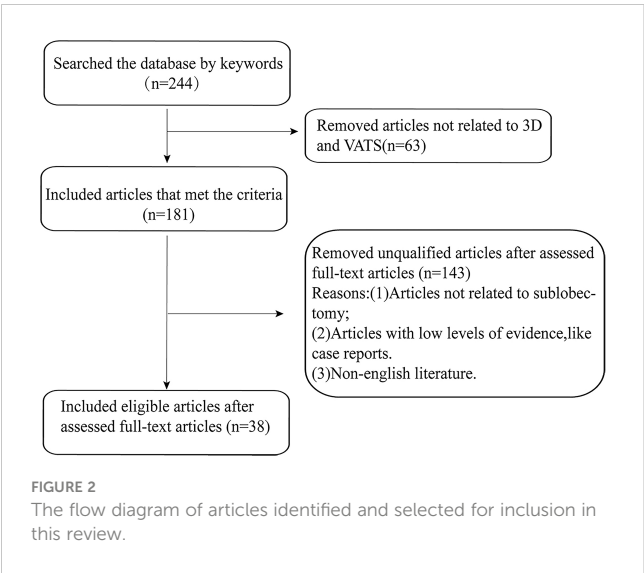 Searched the database by keywords
(n=244)
Removed articles not related to 3D
and VATS(n=63)
Included articles that met the criteria
(n=181)
Removed unqualified articles after assessed
full-text articles (n=143)
Reasons:(1)Articles not related to sublobec-
tomy;
(2)Articles with low levels of evidence,like
case reports.
(3)Non-english literature.
Included eligible articles after
assessed full-text articles (n=38)
FIGURE 2
The flow diagram of articles identified and selected for inclusion in
this review.